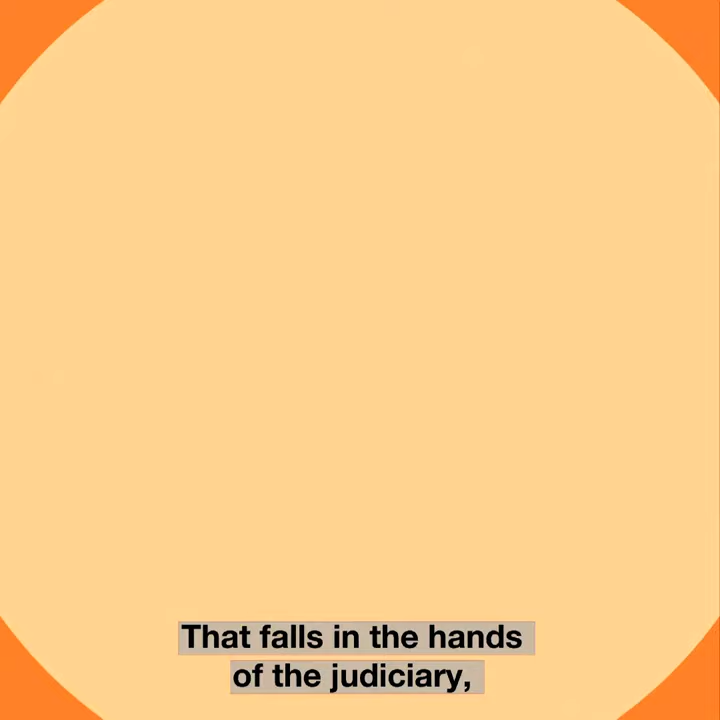 That falls in the hands
of the judiciary,